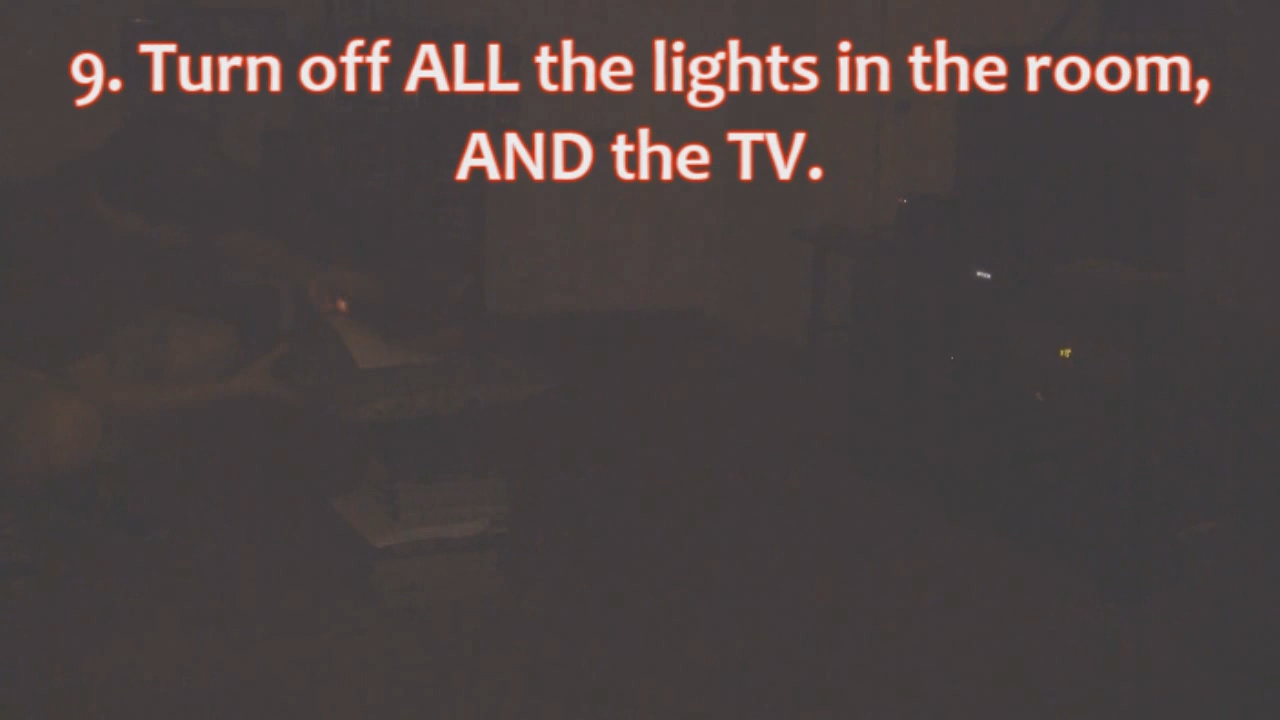 9. Turn off ALL the lights in the room,
AND the TV.